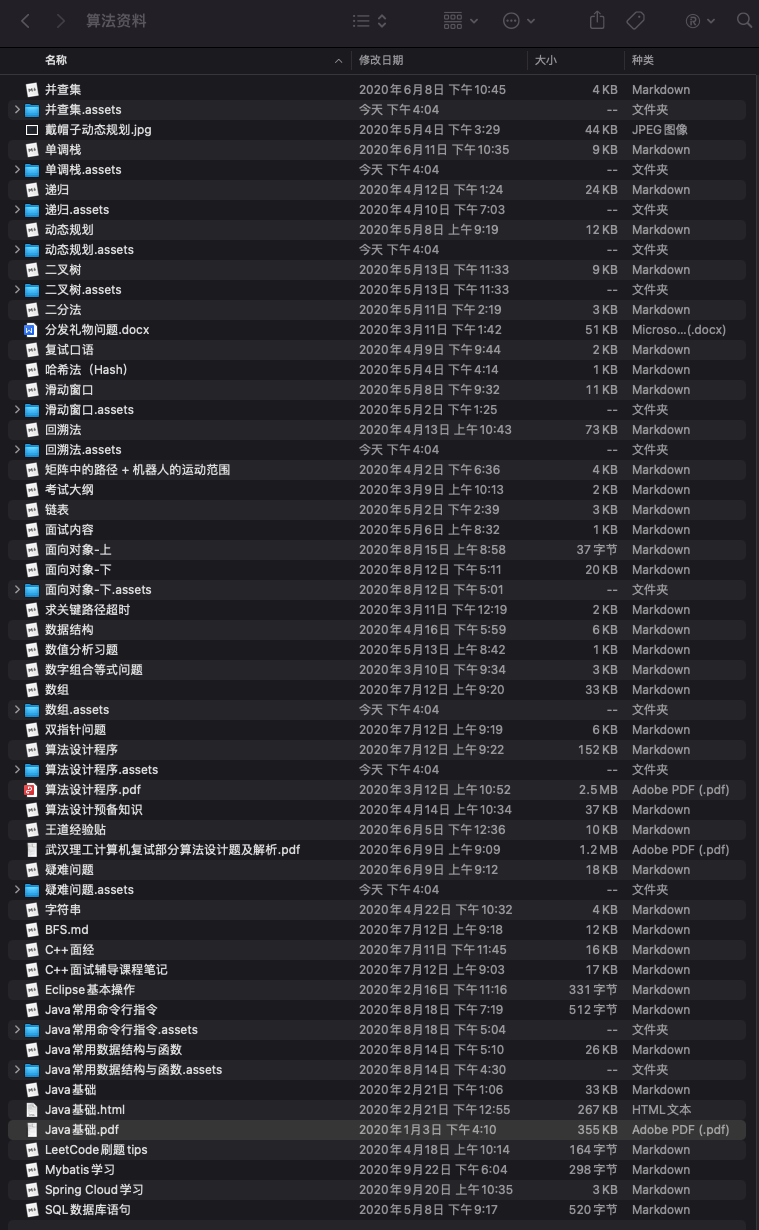 算法资料
名称 修改日期 大小 种类
并查集 2020年6月8日 下午10:45 4 KB Markdown
并查集.assets 今天 下午4:04 -- 文件夹
戴帽子动态规划.jpg 2020年5月4日 下午3:29 44 KB JPEG图像
单调栈 2020年6月11日 下午10:35 9 KB Markdown
单调栈.assets 今天 下午4:04 -- 文件夹
递归 2020年4月12日 下午1:24 24 KB Markdown
递归.assets 2020年4月10日 下午7:03 -- 文件夹
动态规划 2020年5月8日 上午9:19 12 KB Markdown
动态规划.assets 今天 下午4:04 -- 文件夹
二叉树 2020年5月13日 下午11:33 9 KB Markdown
二叉树.assets 2020年5月13日 下午11:33 -- 文件夹
二分法 2020年5月11日 下午2:19 3 KB Markdown
分发礼物问题.docx 2020年3月11日 下午1:42 51 KB Microso...(.docx)
复试口语 2020年4月9日 下午9:44 2 KB Markdown
哈希法（Hash） 2020年5月4日 下午4:14 1 KB Markdown
滑动窗口 2020年5月8日 下午9:32 11 KB Markdown
滑动窗口.assets 2020年5月2日 下午1:25 -- 文件夹
回溯法 2020年4月13日 上午10:43 73 KB Markdown
回溯法.assets 今天 下午4:04 -- 文件夹
矩阵中的路径 + 机器人的运动范围 2020年4月2日 下午6:36 4 KB Markdown
考试大纲 2020年3月9日 上午10:13 2 KB Markdown
链表 2020年5月2日 下午2:39 3 KB Markdown
面试内容 2020年5月6日 上午8:32 1 KB Markdown
面向对象-上 2020年8月15日 上午8:58 37 字节 Markdown
面向对象-下 2020年8月12日 下午5:11 20 KB Markdown
面向对象-下.assets 2020年8月12日 下午5:01 -- 文件夹
求关键路径超时 2020年3月11日 下午12:19 2 KB Markdown
数据结构 2020年4月16日 下午5:59 6 KB Markdown
数值分析习题 2020年5月13日 上午8:42 1 KB Markdown
数字组合等式问题 2020年3月10日 下午9:34 3 KB Markdown
数组 2020年7月12日 上午9:20 33 KB Markdown
数组.assets 今天 下午4:04 -- 文件夹
双指针问题 2020年7月12日 上午9:19 6 KB Markdown
算法设计程序 2020年7月12日 上午9:22 152 KB Markdown
算法设计程序.assets 今天 下午4:04 -- 文件夹
算法设计程序.pdf 2020年3月12日 上午10:52 2.5 MB Adobe PDF (.pdf)
算法设计预备知识 2020年4月14日 上午10:34 37 KB Markdown
王道经验贴 2020年6月5日 下午12:36 10 KB Markdown
武汉理工计算机复试部分算法设计题及解析.pdf 2020年6月9日 上午9:09 1.2 MB Adobe PDF (.pdf)
疑难问题 2020年6月9日 上午9:12 18 KB Markdown
疑难问题.assets 今天 下午4:04 -- 文件夹
字符串 2020年4月22日 下午10:32 4 KB Markdown
BFS.md 2020年7月12日 上午9:18 12 KB Markdown
C++面经 2020年7月11日 下午11:45 16 KB Markdown
C++面试辅导课程笔记 2020年7月12日 上午9:03 17 KB Markdown
Eclipse基本操作 2020年2月16日 下午11:16 331 字节 Markdown
Java常用命令行指令 2020年8月18日 下午7:19 512 字节 Markdown
Java常用命令行指令.assets 2020年8月18日 下午5:04 -- 文件夹
Java常用数据结构与函数 2020年8月14日 下午5:10 26 KB Markdown
Java常用数据结构与函数.assets 2020年8月14日 下午4:30 -- 文件夹
Java基础 2020年2月21日 下午1:06 33 KB Markdown
Java基础.html 2020年2月21日 下午12:55 267 KB HTML文本
Java基础.pdf 2020年1月3日 下午4:10 355 KB Adobe PDF (.pdf)
LeetCode刷题tips 2020年4月18日 上午10:14 164 字节 Markdown
Mybatis学习 2020年9月22日 下午6:04 298 字节 Markdown
Spring Cloud学习 2020年9月20日 上午10:35 3 KB Markdown
SQL数据库语句 2020年5月8日 下午9:17 520 字节 Markdown